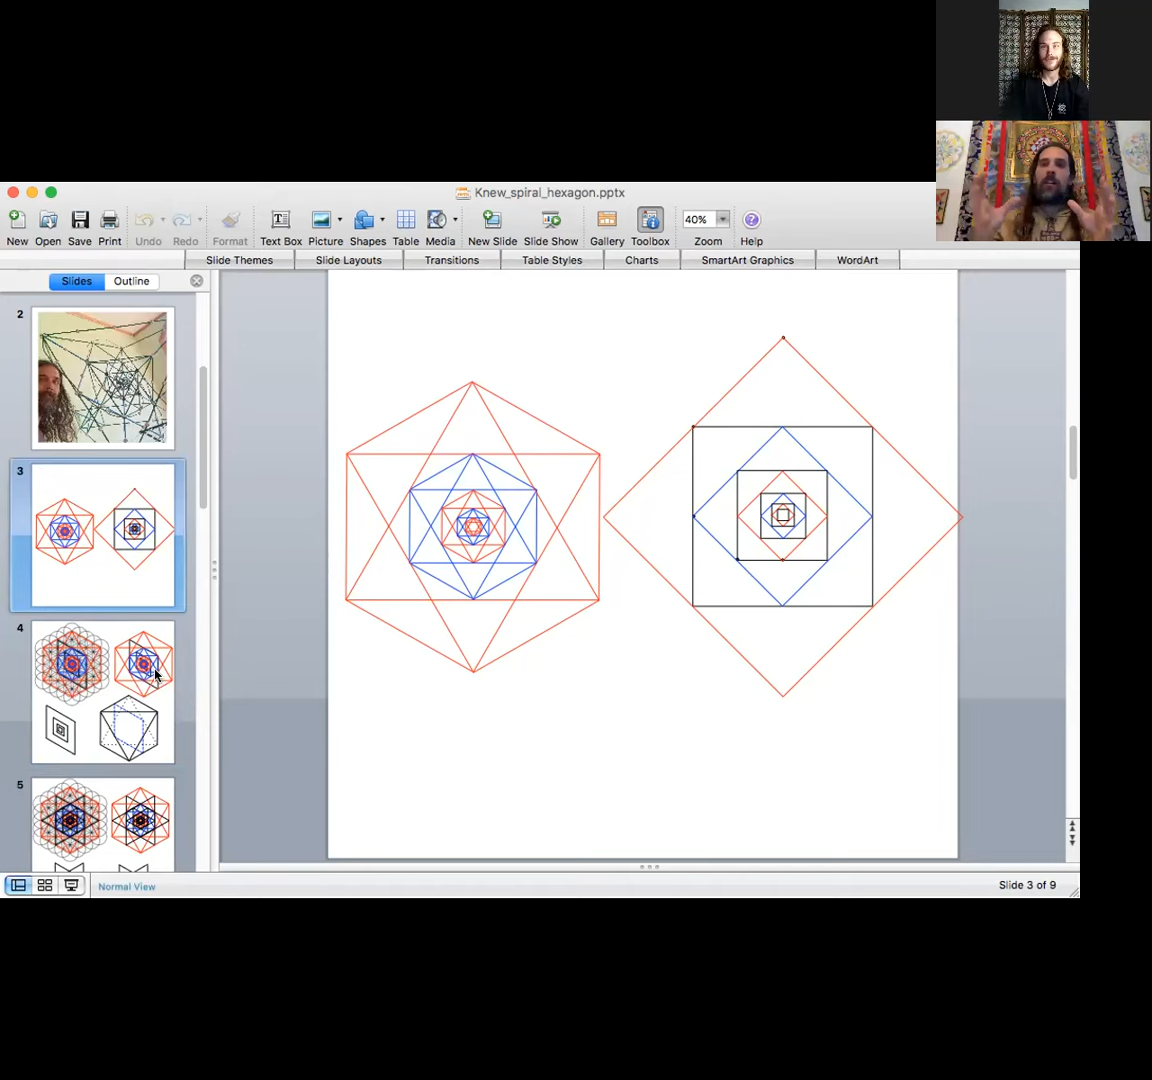 Knew_spiral_hexagon.pptx
40%
New Open Save Print Undo Redo Format Text Box Picture Shapes Table Media New Slide Slide Show Gallery Toolbox Zoom Help
Slide Themes Slide Layouts Transitions Table Styles Charts SmartArt Graphics WordArt
Slides Outline
2
3
4
5
Normal View
Slide 3 of 9